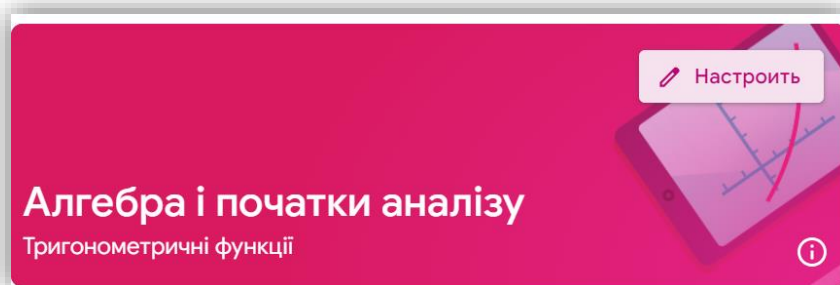 Настроить
Алгебра і початки аналізу
Тригонометричні функції